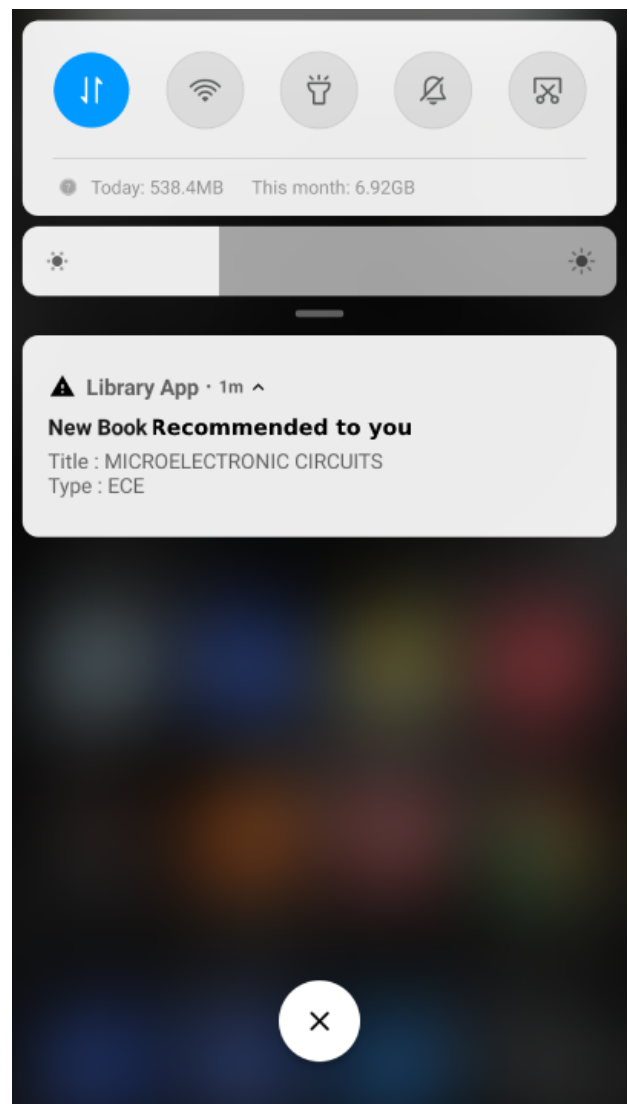 Today: 538.4MB This month: 6.92GB
Library App · 1m
New Book Recommended to you
Title : MICROELECTRONIC CIRCUITS
Type : ECE